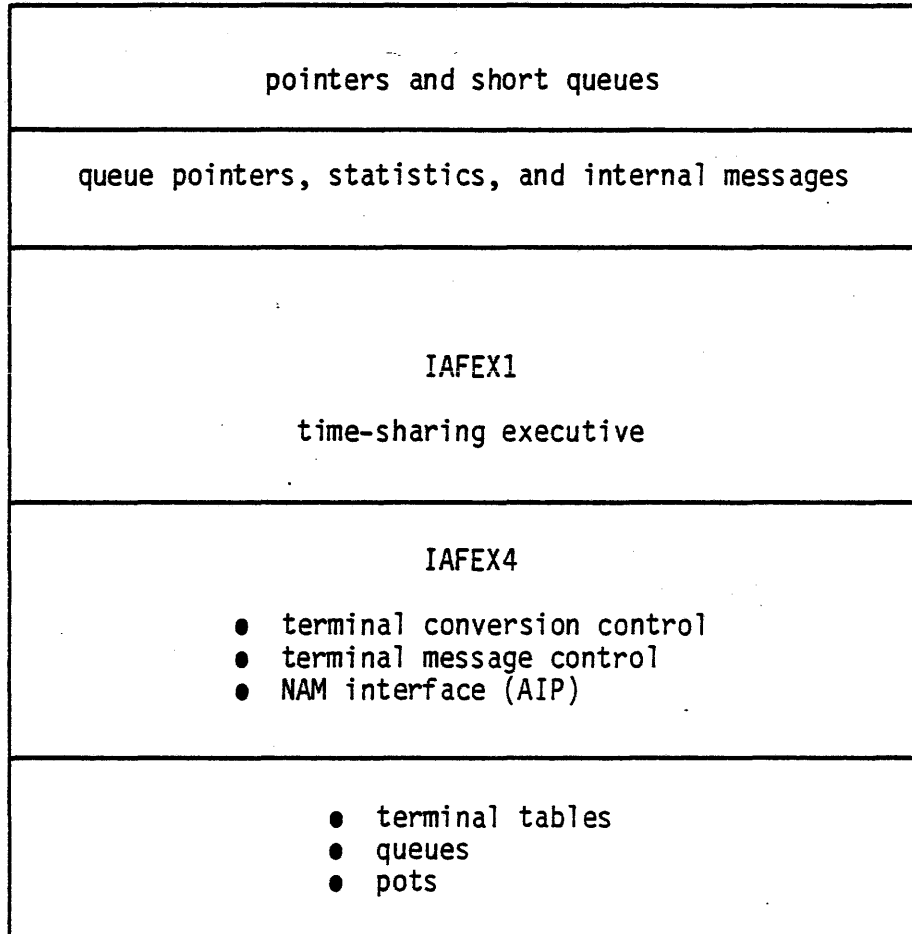 pointers and short queues
queue pointers, statistics, and internal messages
IAFEX1
time-sharing executive
IAFEX4
● terminal conversion control
● terminal message control
● NAM interface (AIP)
● terminal tables
● queues
● pots